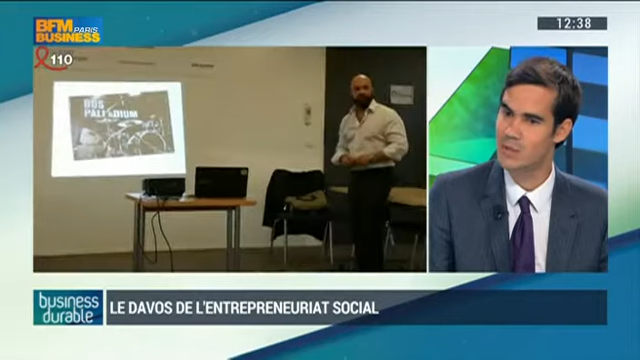 BFM PARIS
BUSINESS
12:38
110
BUS
PALLADIUM
business
durable
LE DAVOS DE L'ENTREPRENEURIAT SOCIAL